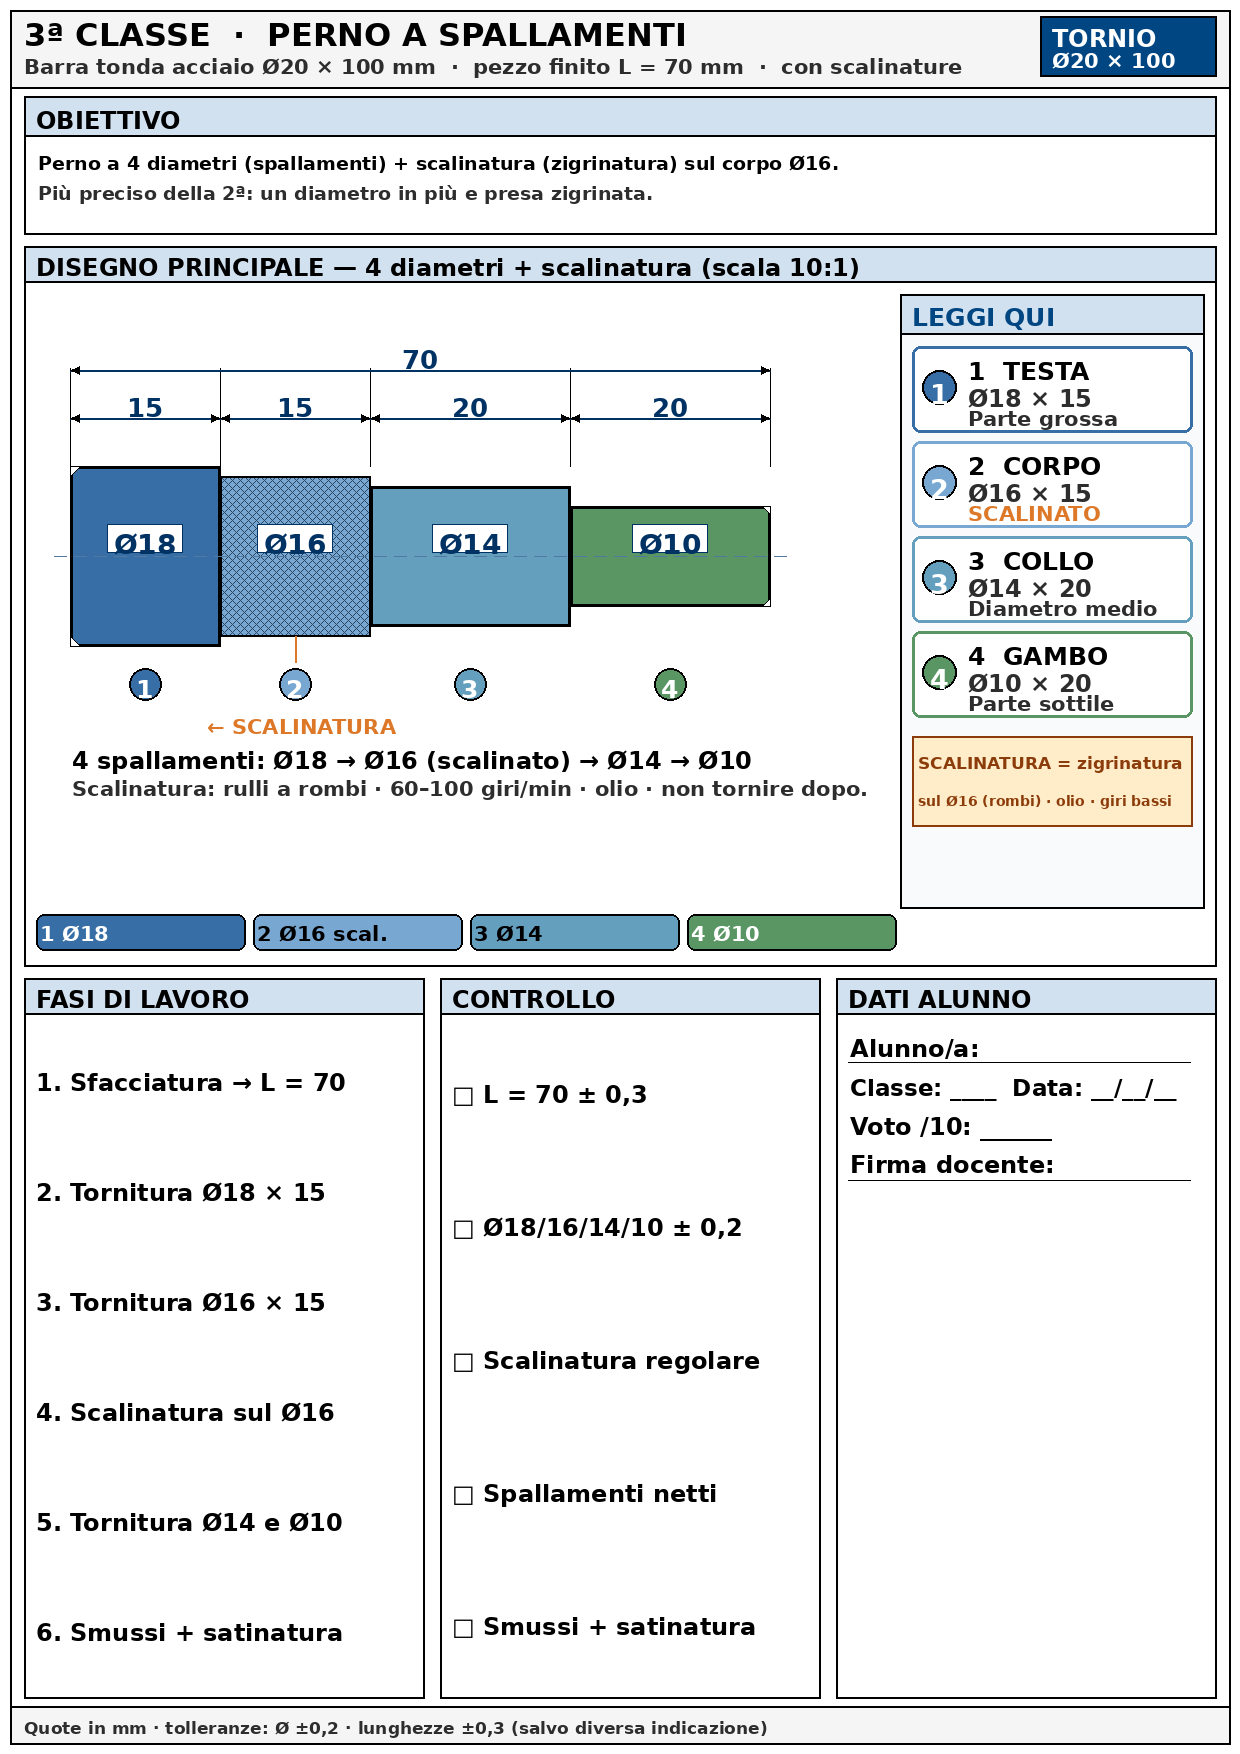 3ª CLASSE · PERNO A SPALLAMENTI
Barra tonda acciaio Ø20 × 100 mm · pezzo finito L = 70 mm · con scalinature
TORNIO
Ø20 × 100
OBIETTIVO
Perno a 4 diametri (spallamenti) + scalinatura (zigrinatura) sul corpo Ø16.
Più preciso della 2ª: un diametro in più e presa zigrinata.
DISEGNO PRINCIPALE — 4 diametri + scalinatura (scala 10:1)
70
15 15 20 20
Ø18 Ø16 Ø14 Ø10
1 2 3 4
← SCALINATURA
4 spallamenti: Ø18 → Ø16 (scalinato) → Ø14 → Ø10
Scalinatura: rulli a rombi · 60–100 giri/min · olio · non tornire dopo.
LEGGI QUI
1
1 TESTA
Ø18 × 15
Parte grossa
2
2 CORPO
Ø16 × 15
SCALINATO
3
3 COLLO
Ø14 × 20
Diametro medio
4
4 GAMBO
Ø10 × 20
Parte sottile
SCALINATURA = zigrinatura
sul Ø16 (rombi) · olio · giri bassi
1 Ø18
2 Ø16 scal.
3 Ø14
4 Ø10
FASI DI LAVORO
1. Sfacciatura → L = 70
2. Tornitura Ø18 × 15
3. Tornitura Ø16 × 15
4. Scalinatura sul Ø16
5. Tornitura Ø14 e Ø10
6. Smussi + satinatura
CONTROLLO
□ L = 70 ± 0,3
□ Ø18/16/14/10 ± 0,2
□ Scalinatura regolare
□ Spallamenti netti
□ Smussi + satinatura
DATI ALUNNO
Alunno/a:
Classe: ____ Data: __/__/__
Voto /10: ______
Firma docente:
Quote in mm · tolleranze: Ø ±0,2 · lunghezze ±0,3 (salvo diversa indicazione)